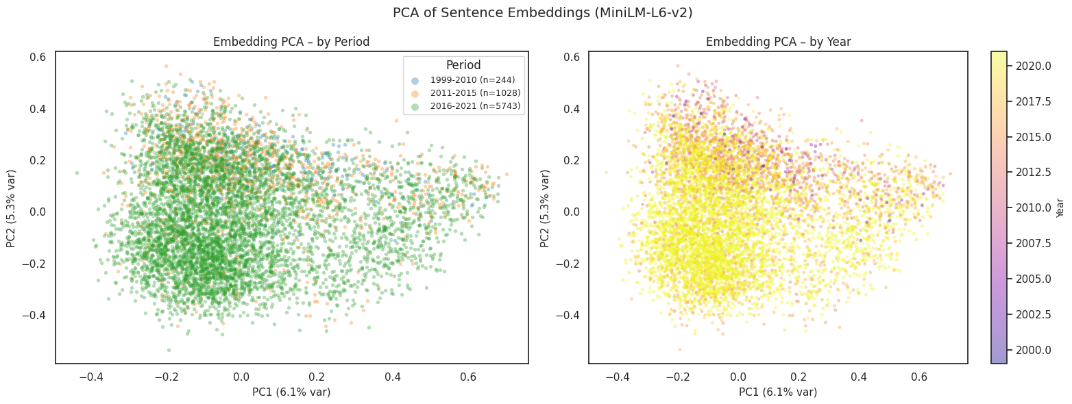 PCA of Sentence Embeddings (MiniLM-L6-v2)
Embedding PCA – by Period
Period
1999-2010 (n=244)
2011-2015 (n=1028)
2016-2021 (n=5743)
0.6
0.4
0.2
0.0
−0.2
−0.4
PC2 (5.3% var)
−0.4
−0.2
0.0
0.2
0.4
0.6
PC1 (6.1% var)
Embedding PCA – by Year
0.6
0.4
0.2
0.0
−0.2
−0.4
PC2 (5.3% var)
−0.4
−0.2
0.0
0.2
0.4
0.6
PC1 (6.1% var)
2020.0
2017.5
2015.0
2012.5
2010.0
2007.5
2005.0
2002.5
2000.0
Year